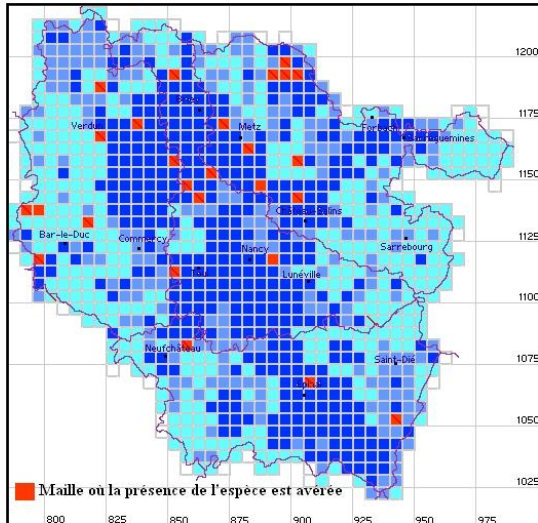 1200
1175
Verdun
Metz
Forbach
Sarreguemines
1150
Château-Salins
Bar-le-Duc
Commercy
Nancy
Sarrebourg
1125
Toul
Lunéville
1100
Neufchâteau
Saint-Dié
1075
Epinal
1050
Maille où la présence de l'espèce est avérée
1025
800 825 850 875 900 925 950 975